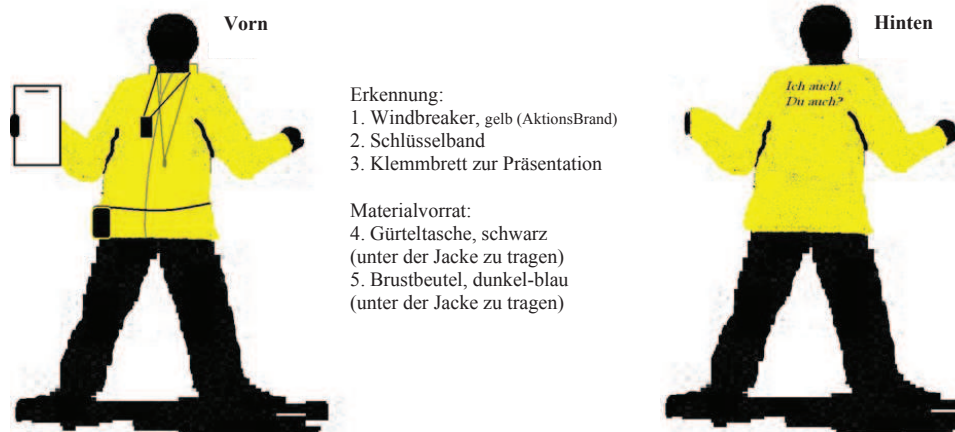 Vorn
Hinten
Ich auch!
Du auch?
Erkennung:
1. Windbreaker, gelb (AktionsBrand)
2. Schlüsselband
3. Klemmbrett zur Präsentation
Materialvorrat:
4. Gürteltasche, schwarz
(unter der Jacke zu tragen)
5. Brustbeutel, dunkel-blau
(unter der Jacke zu tragen)